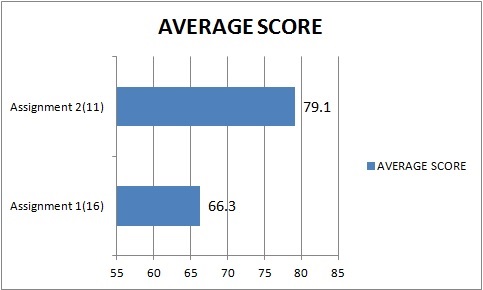 AVERAGE SCORE
Assignment 2(11)
79.1
AVERAGE SCORE
Assignment 1(16)
66.3
55 60 65 70 75 80 85